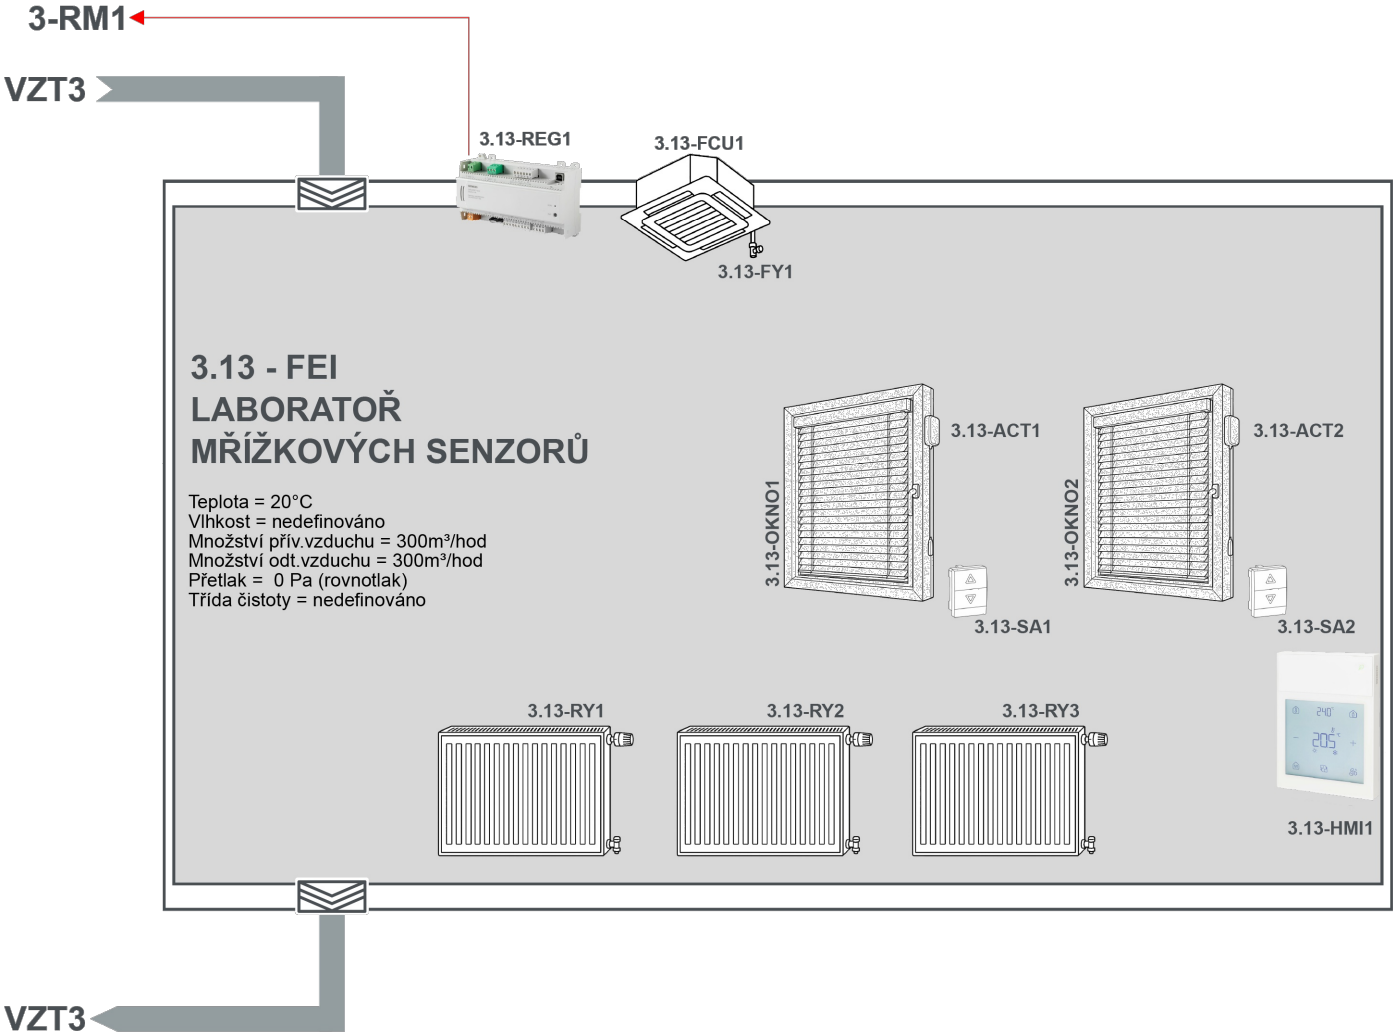 3-RM1
VZT3
3.13-REG1
3.13-FCU1
3.13-FY1
3.13 - FEI
LABORATOŘ
MŘÍŽKOVÝCH SENZORŮ
Teplota = 20°C
Vlhkost = nedefinováno
Množství přív.vzduchu = 300m³/hod
Množství odt.vzduchu = 300m³/hod
Přetlak =  0 Pa (rovnotlak)
Třída čistoty = nedefinováno
3.13-OKNO1
3.13-ACT1
3.13-SA1
3.13-OKNO2
3.13-ACT2
3.13-SA2
3.13-RY1
3.13-RY2
3.13-RY3
3.13-HMI1
VZT3